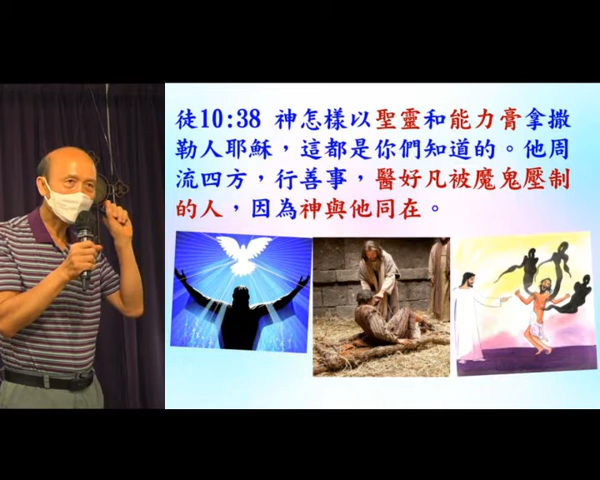 徒10:38 神怎樣以聖靈和能力膏拿撒
勒人耶穌，這都是你們知道的。他周
流四方，行善事，醫好凡被魔鬼壓制
的人，因為神與他同在。